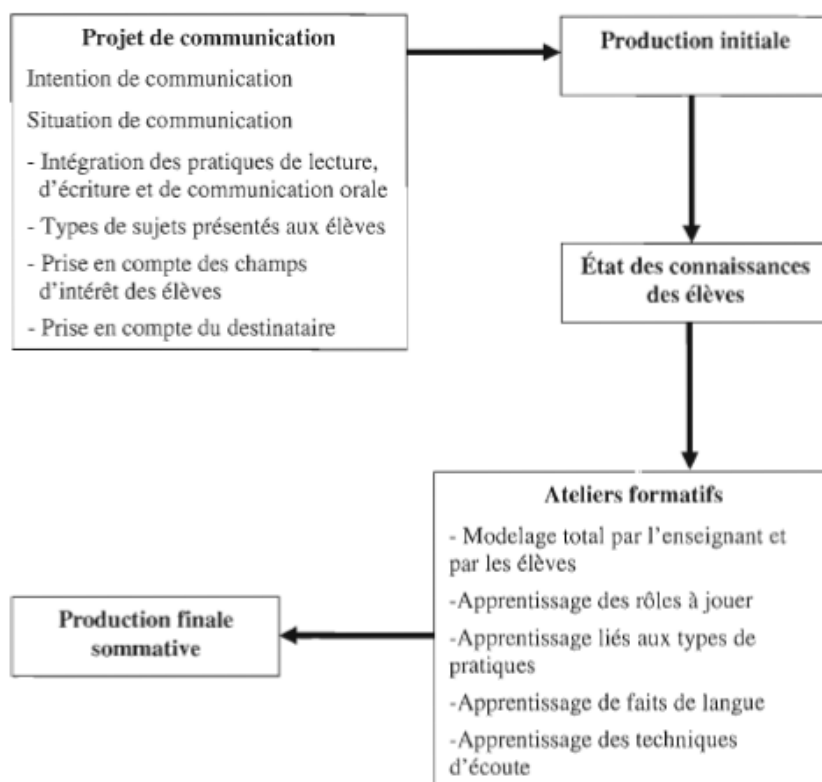 Projet de communication
Intention de communication
Situation de communication
- Intégration des pratiques de lecture,
d'écriture et de communication orale
- Types de sujets présentés aux élèves
- Prise en compte des champs
d'intérêt des élèves
- Prise en compte du destinataire
Production initiale
État des connaissances
des élèves
Ateliers formatifs
- Modelage total par l'enseignant et
par les élèves
-Apprentissage des rôles à jouer
-Apprentissage liés aux types de
pratiques
-Apprentissage de faits de langue
-Apprentissage des techniques
d'écoute
Production finale
sommative